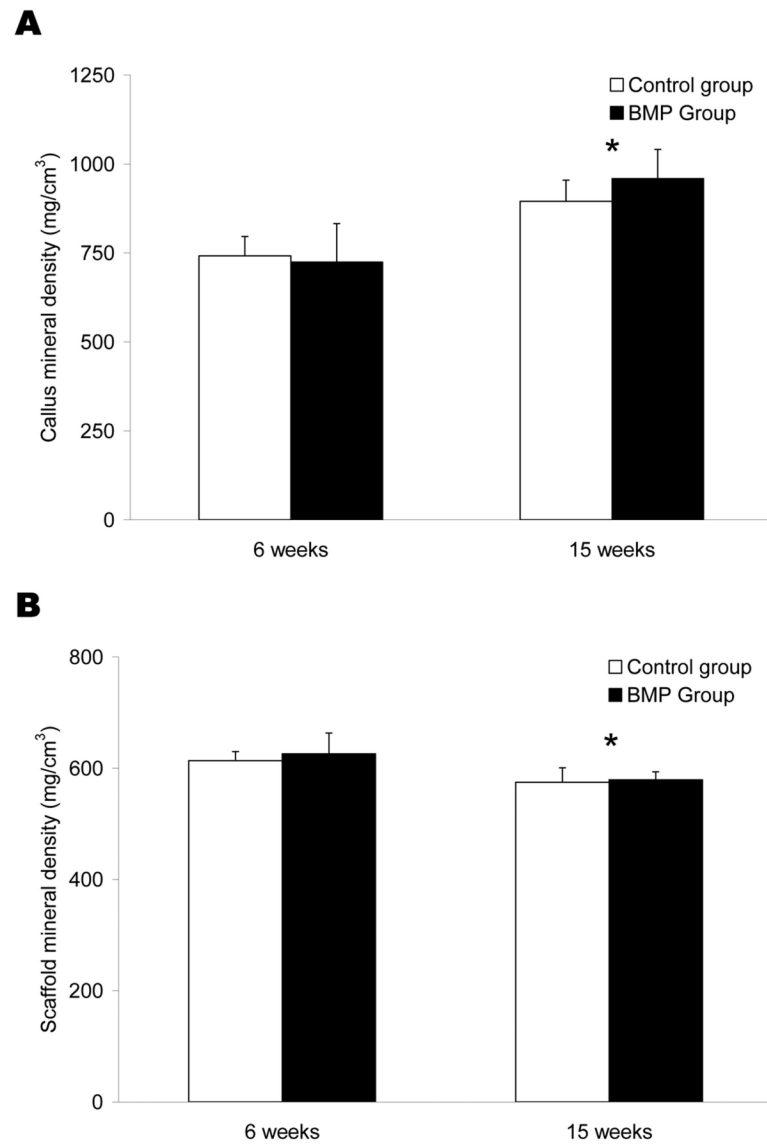 A
1250
1000
750
500
250
0
Callus mineral density (mg/cm³)
Control group
BMP Group
*
6 weeks 15 weeks
B
800
600
400
200
0
Scaffold mineral density (mg/cm³)
Control group
BMP Group
*
6 weeks 15 weeks